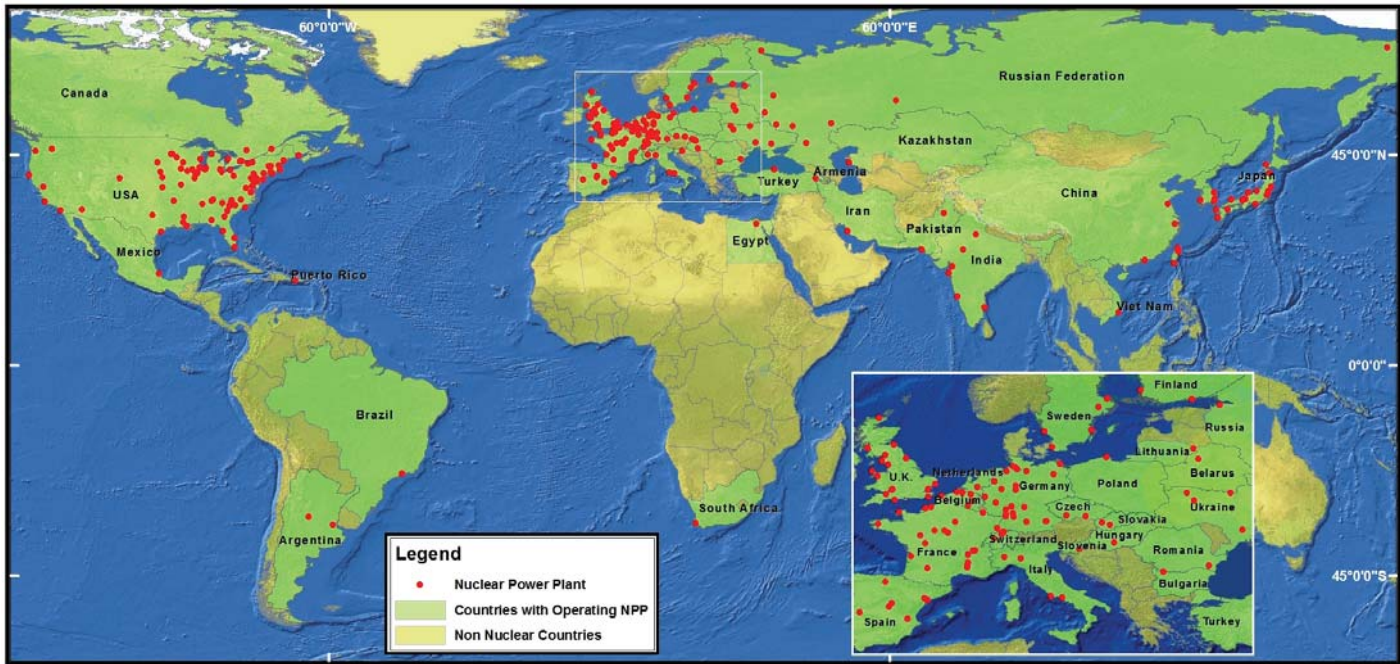 60°0'0"W
60°0'0"E
Canada
Russian Federation
Kazakhstan
45°0'0"N
USA
Turkey
Armenia
China
Japan
Iran
Mexico
Egypt
Pakistan
India
Puerto Rico
Viet Nam
0°0'0"
Brazil
South Africa
Argentina
45°0'0"S
Legend
Nuclear Power Plant
Countries with Operating NPP
Non Nuclear Countries
Finland
Sweden
Russia
Lithuania
U.K.
Netherlands
Belarus
Germany
Poland
Belgium
Ukraine
Czech
Slovakia
Switzerland
Hungary
France
Slovenia
Romania
Italy
Bulgaria
Spain
Turkey